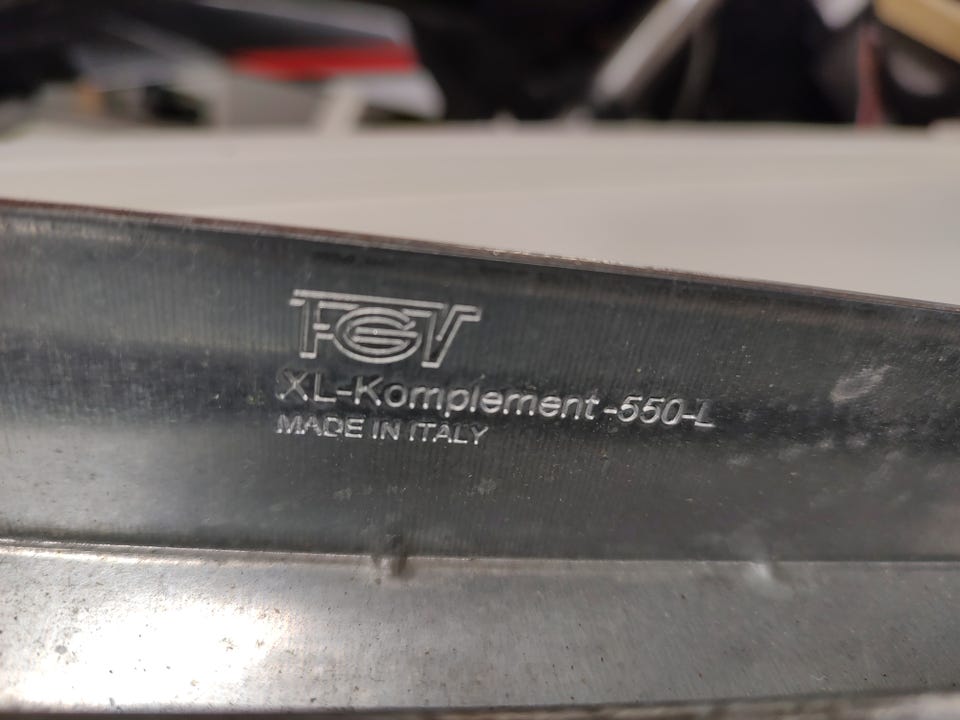 FGV
XL-Komplement-550-L
MADE IN ITALY